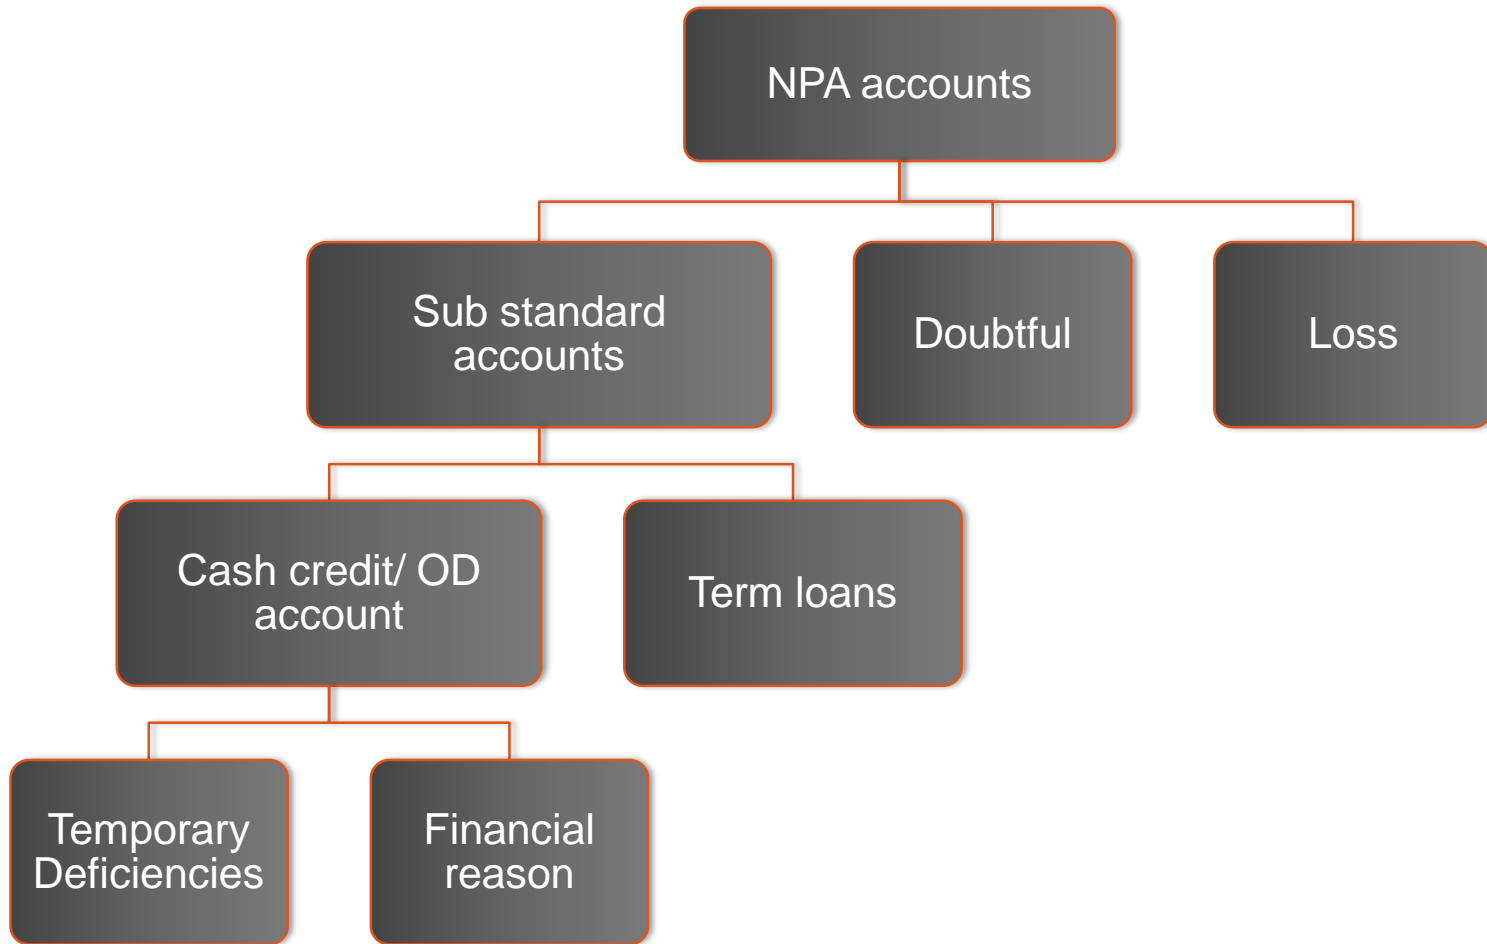 NPA accounts
Sub standard
accounts
Doubtful
Loss
Cash credit/ OD
account
Term loans
Temporary
Deficiencies
Financial
reason